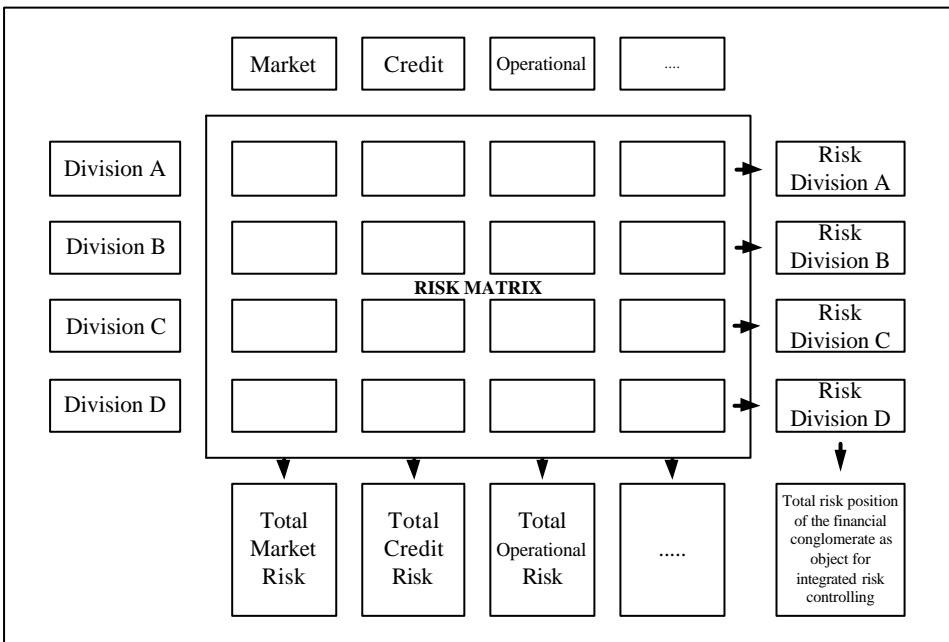 Market
Credit
Operational
....
Division A
Risk
Division A
Division B
Risk
Division B
RISK MATRIX
Division C
Risk
Division C
Division D
Risk
Division D
Total
Market
Risk
Total
Credit
Risk
Total
Operational
Risk
.....
Total risk position
of the financial
conglomerate as
object for
integrated risk
controlling